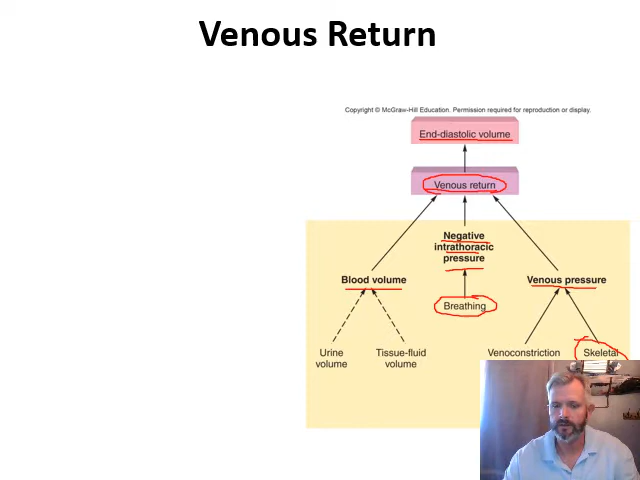 Venous Return
Copyright © McGraw-Hill Education. Permission required for reproduction or display.
End-diastolic volume
Venous return
Negative
intrathoracic
pressure
Blood volume
Venous pressure
Breathing
Urine
volume
Tissue-fluid
volume
Venoconstriction
Skeletal